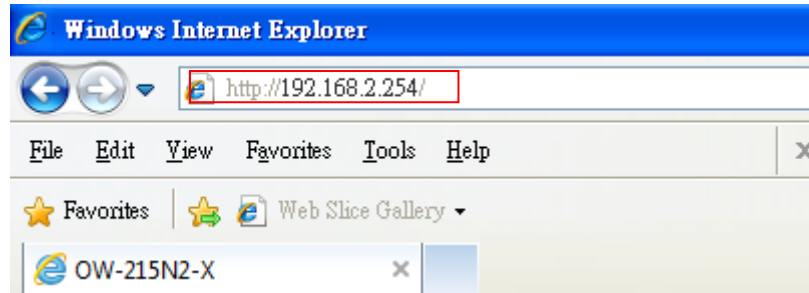 Windows Internet Explorer
http://192.168.2.254/
File Edit View Favorites Tools Help
Favorites Web Slice Gallery
OW-215N2-X